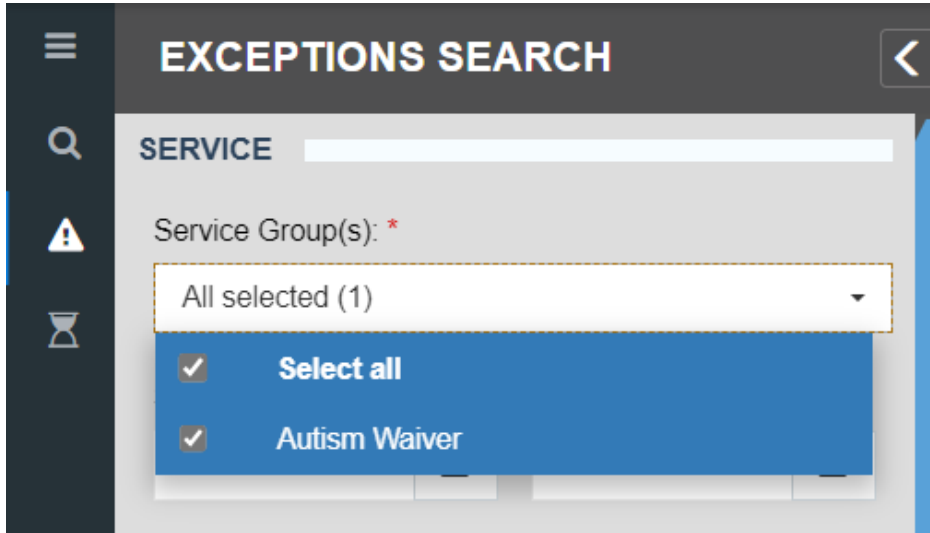 EXCEPTIONS SEARCH
SERVICE
Service Group(s): *
All selected (1)
Select all
Autism Waiver